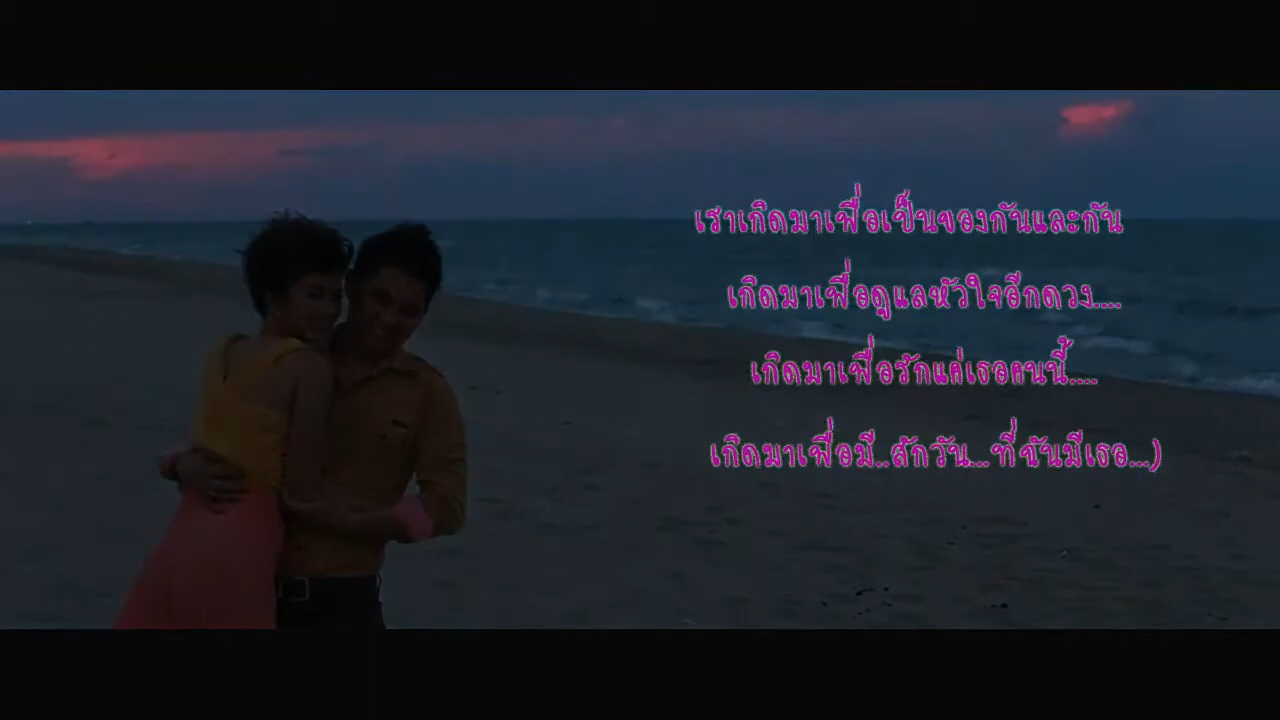 เราเกิดมาเพื่อเป็นของกันและกัน
เกิดมาเพื่อดูแลหัวใจอีกดวง....
เกิดมาเพื่อรักแค่เธอคนนี้....
เกิดมาเพื่อมี..สักวัน...ที่ฉันมีเธอ...)